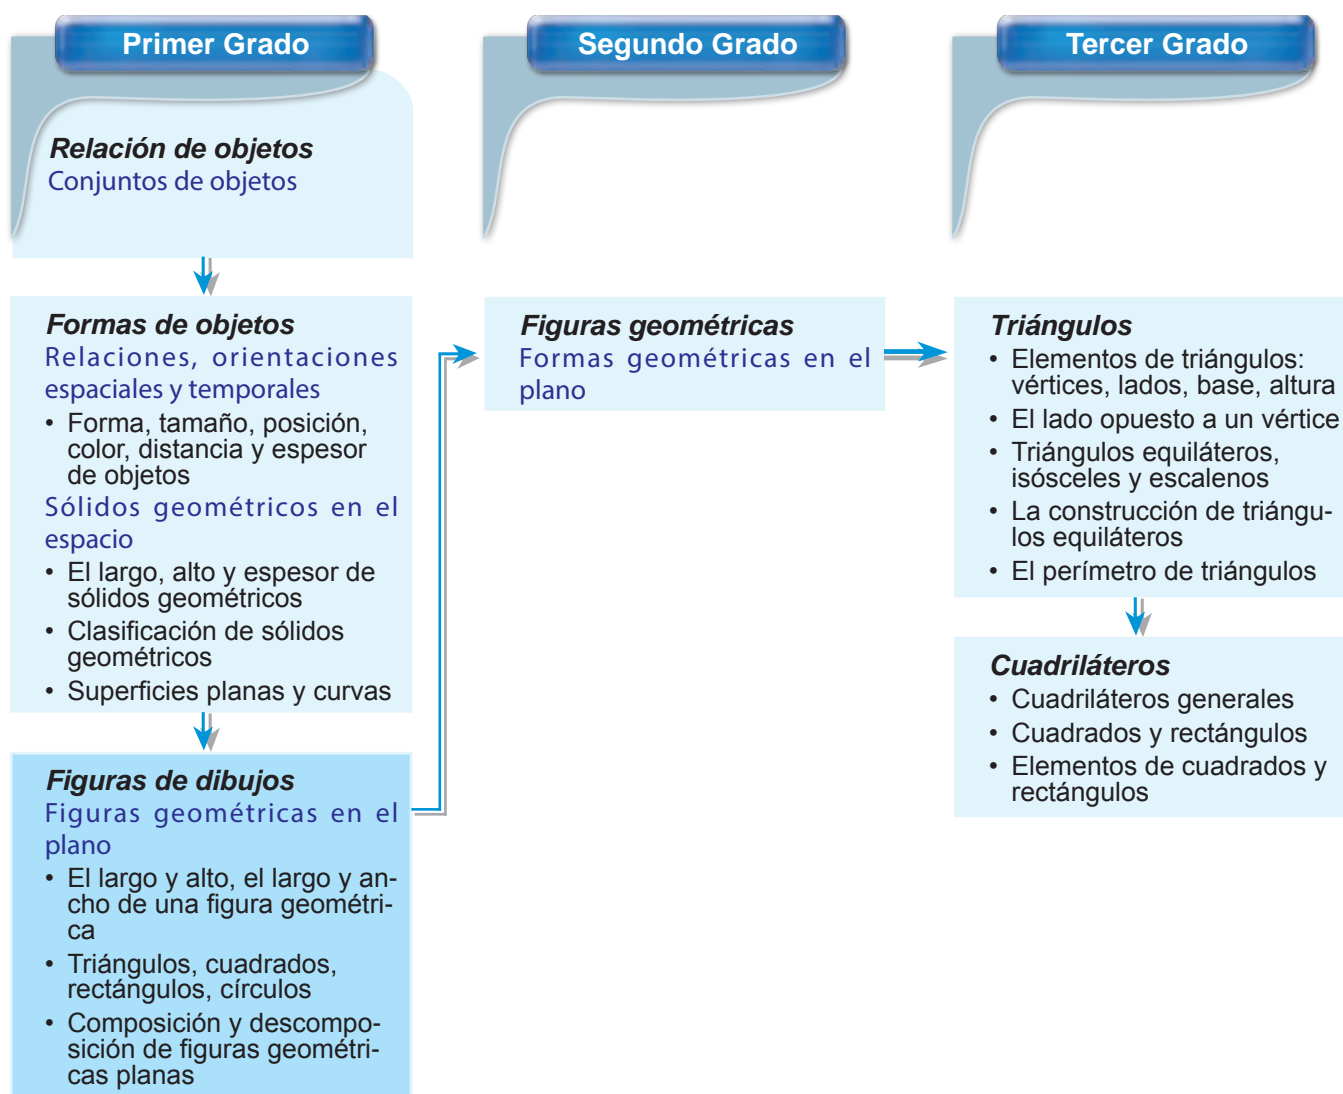 Primer Grado
Relación de objetos
Conjuntos de objetos
Formas de objetos
Relaciones, orientaciones
espaciales y temporales
• Forma, tamaño, posición,
color, distancia y espesor
de objetos
Sólidos geométricos en el
espacio
• El largo, alto y espesor de
sólidos geométricos
• Clasificación de sólidos
geométricos
• Superficies planas y curvas
Figuras de dibujos
Figuras geométricas en el
plano
• El largo y alto, el largo y an-
cho de una figura geométri-
ca
• Triángulos, cuadrados,
rectángulos, círculos
• Composición y descompo-
sición de figuras geométri-
cas planas
Segundo Grado
Figuras geométricas
Formas geométricas en el
plano
Tercer Grado
Triángulos
• Elementos de triángulos:
vértices, lados, base, altura
• El lado opuesto a un vértice
• Triángulos equiláteros,
isósceles y escalenos
• La construcción de triángu-
los equiláteros
• El perímetro de triángulos
Cuadriláteros
• Cuadriláteros generales
• Cuadrados y rectángulos
• Elementos de cuadrados y
rectángulos